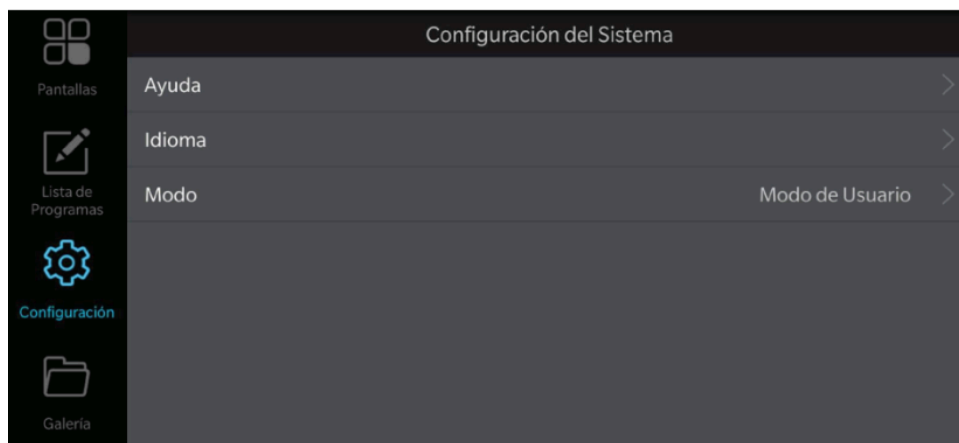 Configuración del Sistema
Pantallas
Ayuda
Idioma
Lista de
Programas
Modo
Modo de Usuario
Configuración
Galería